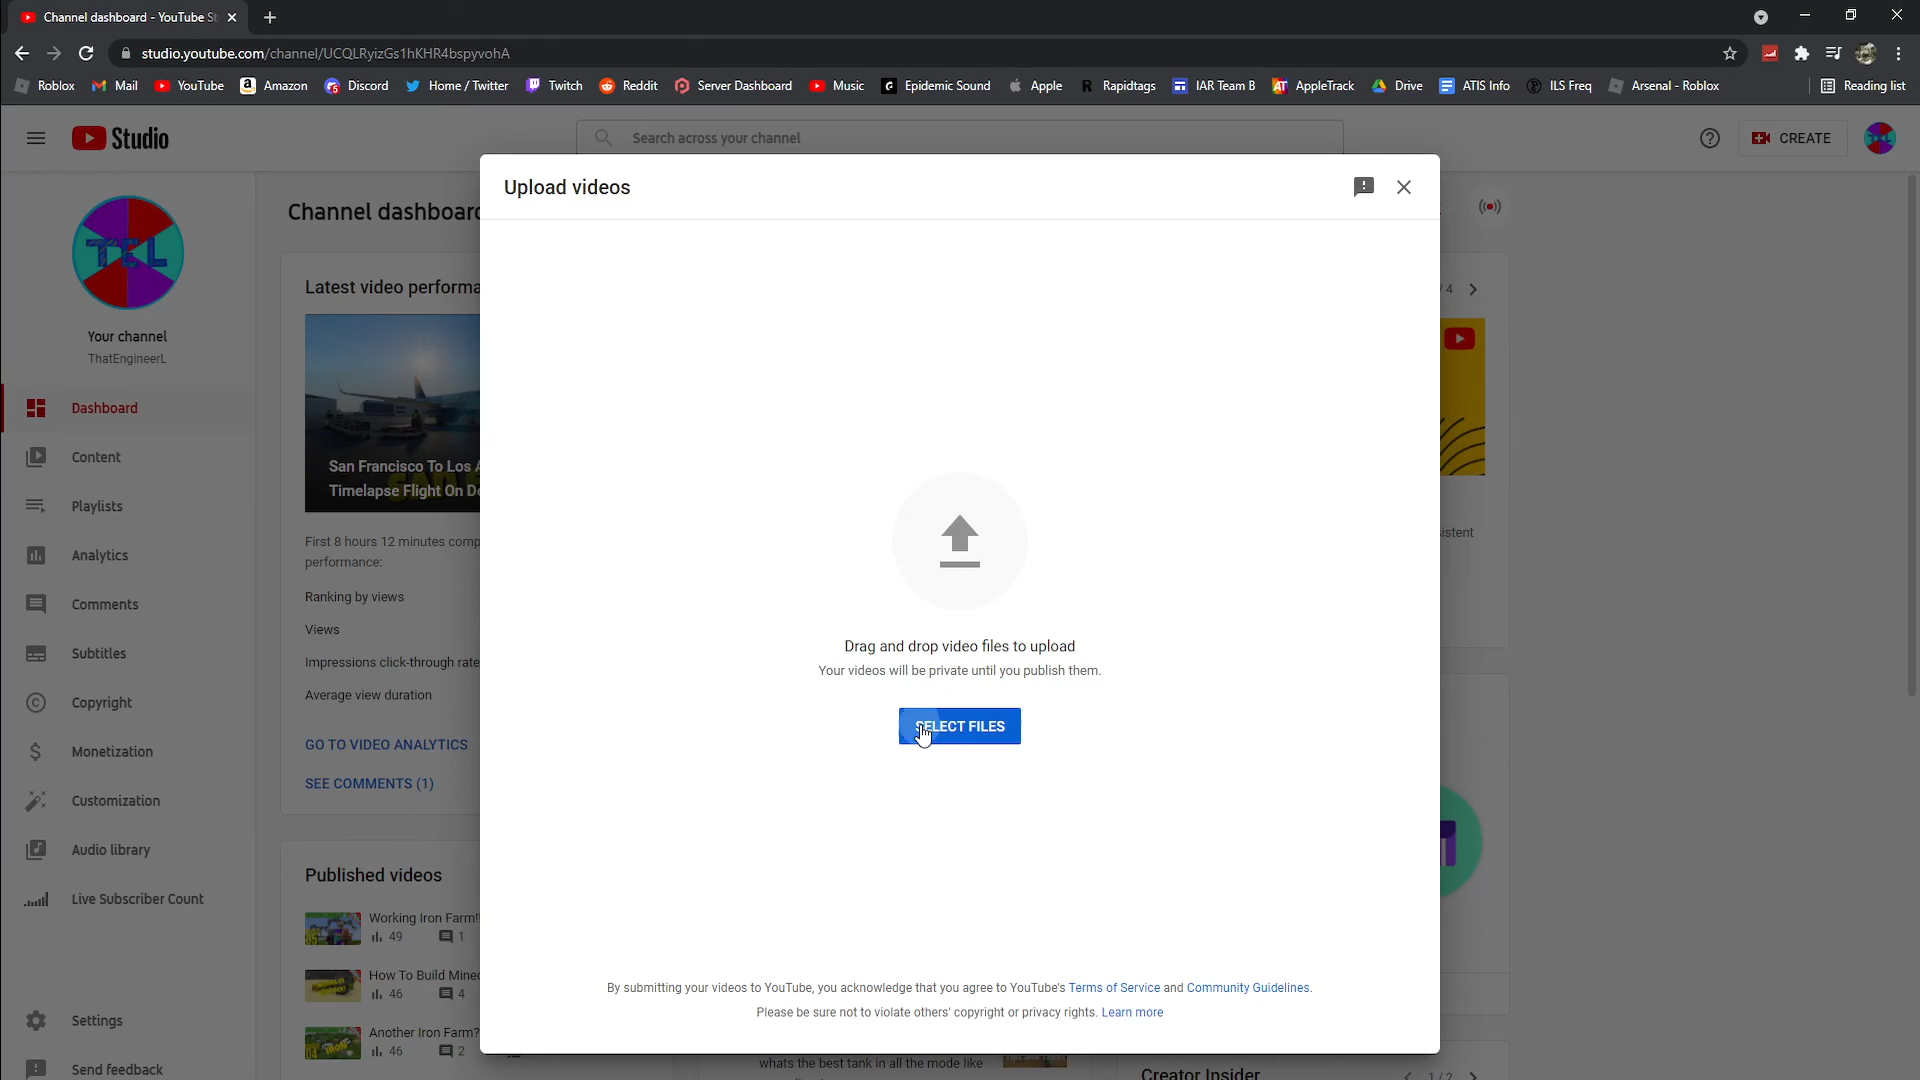 Channel dashboard - YouTube St
studio.youtube.com/channel/UCQLRyizGs1hKHR4bspyvohA
Roblox Mail YouTube Amazon Discord Home / Twitter Twitch Reddit Server Dashboard Music Epidemic Sound Apple Rapidtags IAR Team B AppleTrack Drive ATIS Info ILS Freq Arsenal - Roblox Reading list
Studio
Search across your channel
CREATE
Upload videos
TEL
Your channel
ThatEngineerL
Dashboard
Content
Playlists
Analytics
Comments
Subtitles
Copyright
Monetization
Customization
Audio library
Live Subscriber Count
Settings
Send feedback
Channel dashboard
Latest video performa
San Francisco To Los
Timelapse Flight On De
First 8 hours 12 minutes comp
performance:
Ranking by views
Views
Impressions click-through rate
Average view duration
GO TO VIDEO ANALYTICS
SEE COMMENTS (1)
Published videos
Working Iron Farm!
49 1
How To Build Mine
46 4
Another Iron Farm?
46 2
Drag and drop video files to upload
Your videos will be private until you publish them.
SELECT FILES
By submitting your videos to YouTube, you acknowledge that you agree to YouTube's Terms of Service and Community Guidelines.
Please be sure not to violate others' copyright or privacy rights. Learn more
/ 4
istent
whats the best tank in all the mode like
Creator Insider
1 / 2